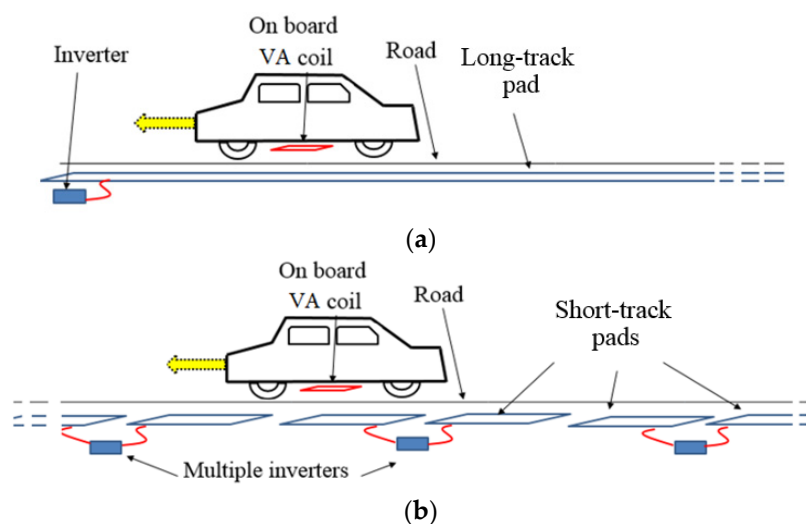 On board
VA coil
Inverter
Road
Long-track
pad
(a)
On board
VA coil
Road
Short-track
pads
Multiple inverters
(b)